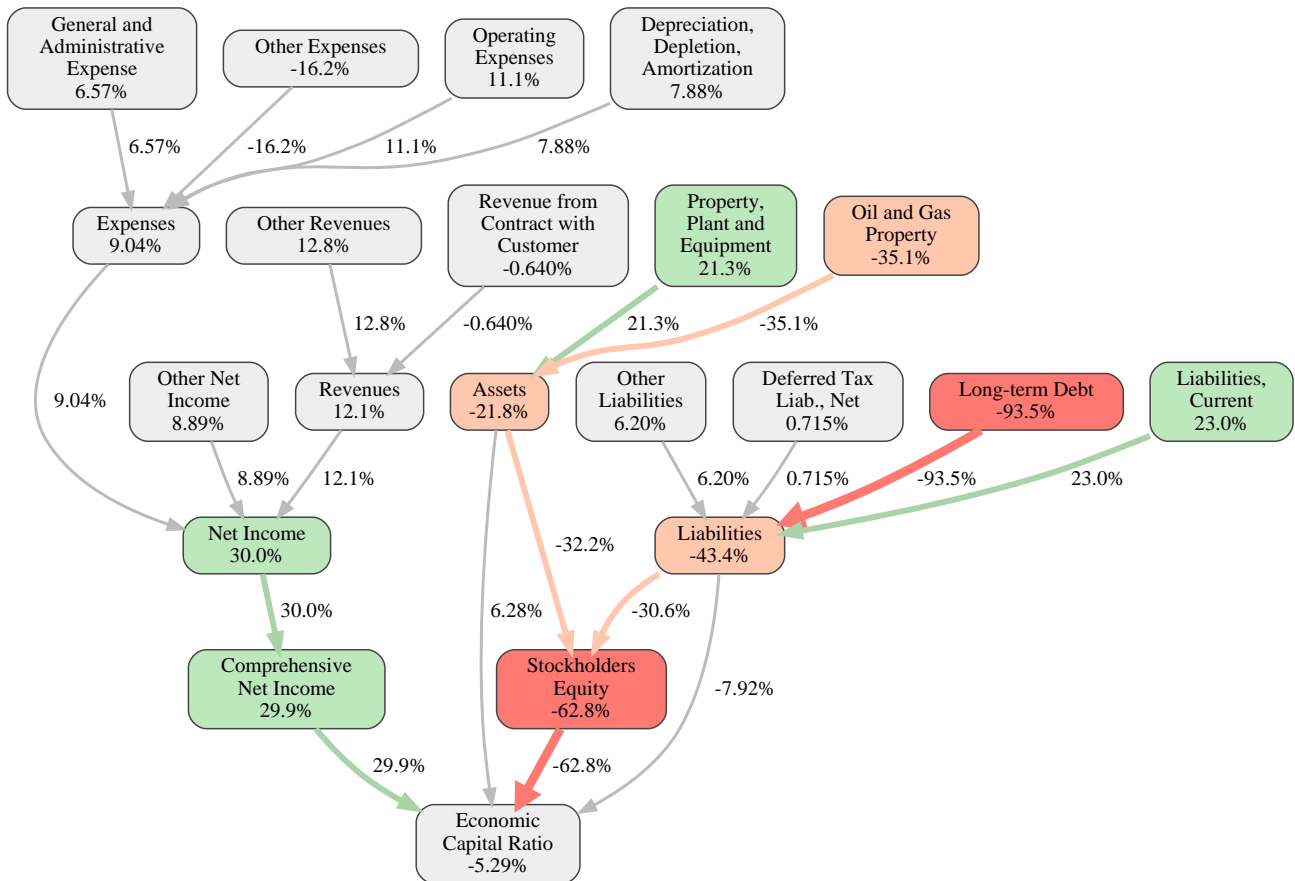 General and
Administrative
Expense
6.57%
Other Expenses
-16.2%
Operating
Expenses
11.1%
Depreciation,
Depletion,
Amortization
7.88%
6.57%
-16.2%
11.1%
7.88%
Expenses
9.04%
Other Revenues
12.8%
Revenue from
Contract with
Customer
-0.640%
Property,
Plant and
Equipment
21.3%
Oil and Gas
Property
-35.1%
12.8%
-0.640%
21.3%
-35.1%
9.04%
Other Net
Income
8.89%
Revenues
12.1%
Assets
-21.8%
Other
Liabilities
6.20%
Deferred Tax
Liab., Net
0.715%
Long-term Debt
-93.5%
Liabilities,
Current
23.0%
8.89%
12.1%
6.20%
0.715%
-93.5%
23.0%
Net Income
30.0%
Liabilities
-43.4%
-32.2%
30.0%
6.28%
-30.6%
-7.92%
Comprehensive
Net Income
29.9%
Stockholders
Equity
-62.8%
29.9%
-62.8%
Economic
Capital Ratio
-5.29%